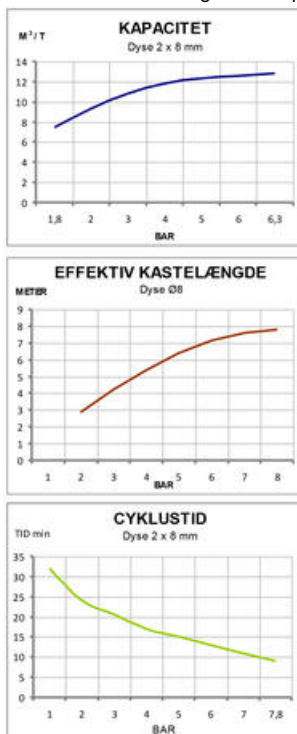 KAPACITET
M³/T
Dyse 2 x 8 mm
14
12
10
8
6
4
2
0
1,8 2 3 4 5 6 6,3
BAR
EFFEKTIV KASTELÆNGDE
METER
Dyse Ø8
9
8
7
6
5
4
3
2
1
0
1 2 3 4 5 6 7 8
BAR
CYKLUSTID
TID min
Dyse 2 x 8 mm
35
30
25
20
15
10
5
0
1 2 3 4 5 6 7 7,8
BAR